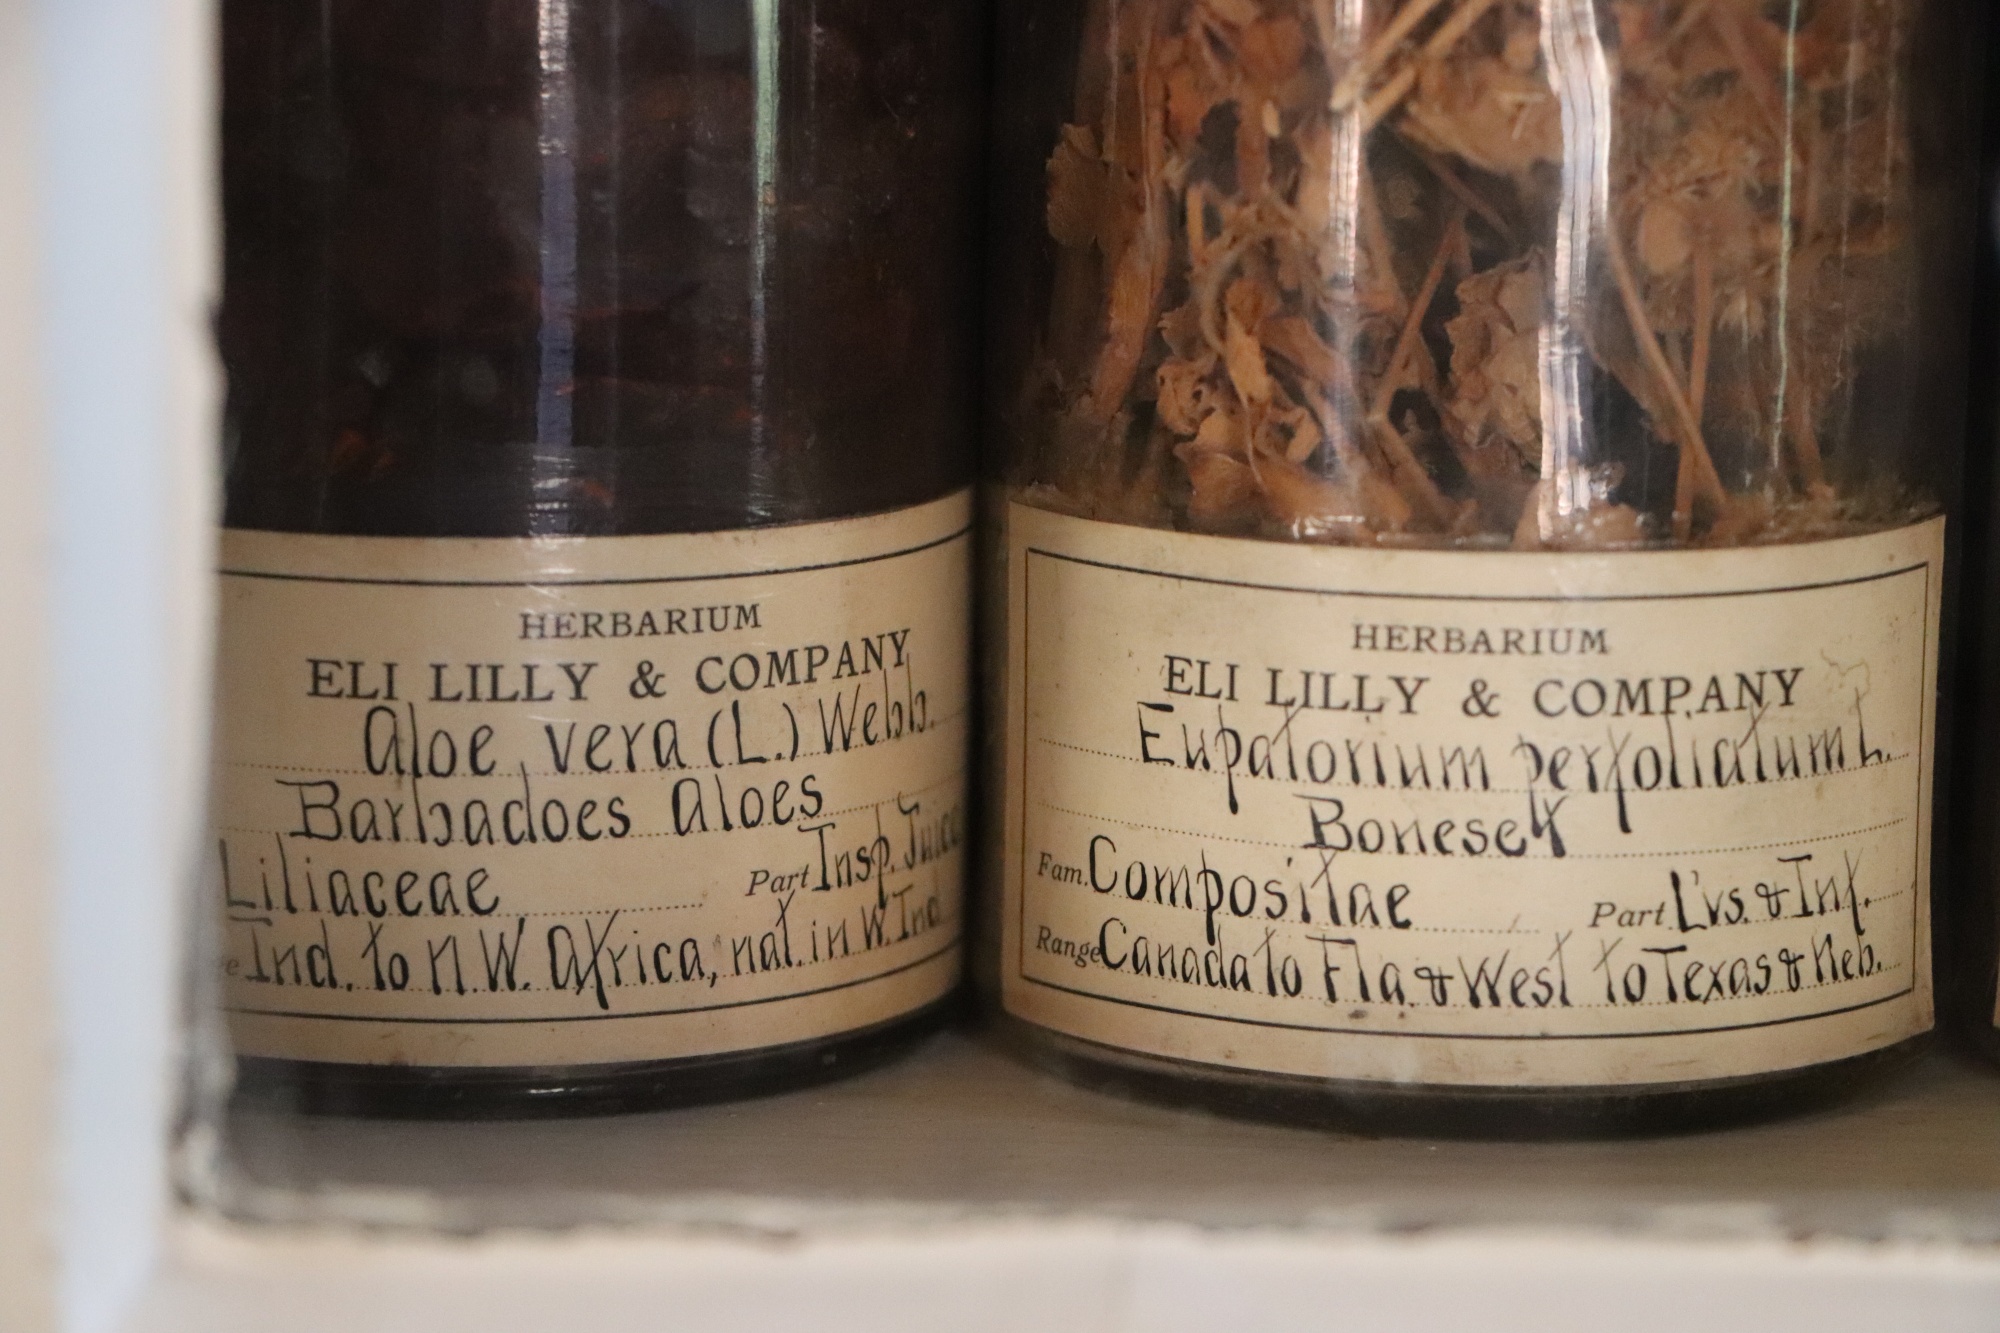 HERBARIUM
ELI LILLY & COMPANY
Aloe vera (L.) Webb.
Barbadoes Aloes
Liliaceae Part Insp. Juice
Ind. to N.W. Africa, nat. in W. Ind.
HERBARIUM
ELI LILLY & COMPANY
Eupatorium perfoliatum L.
Boneset
Fam. Compositae Part L'vs. & Inf.
Range Canada to Fla. & West to Texas & Neb.